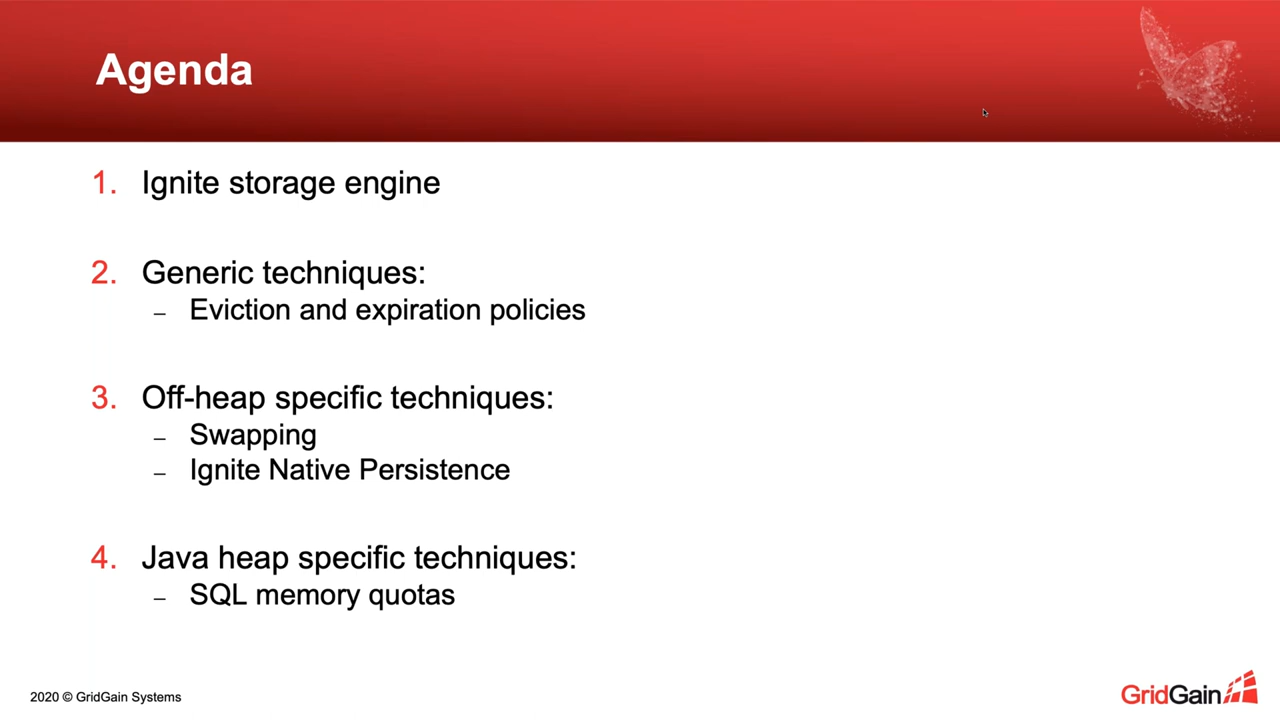 Agenda
1. Ignite storage engine
2. Generic techniques:
– Eviction and expiration policies
3. Off-heap specific techniques:
– Swapping
– Ignite Native Persistence
4. Java heap specific techniques:
– SQL memory quotas
2020 © GridGain Systems
GridGain